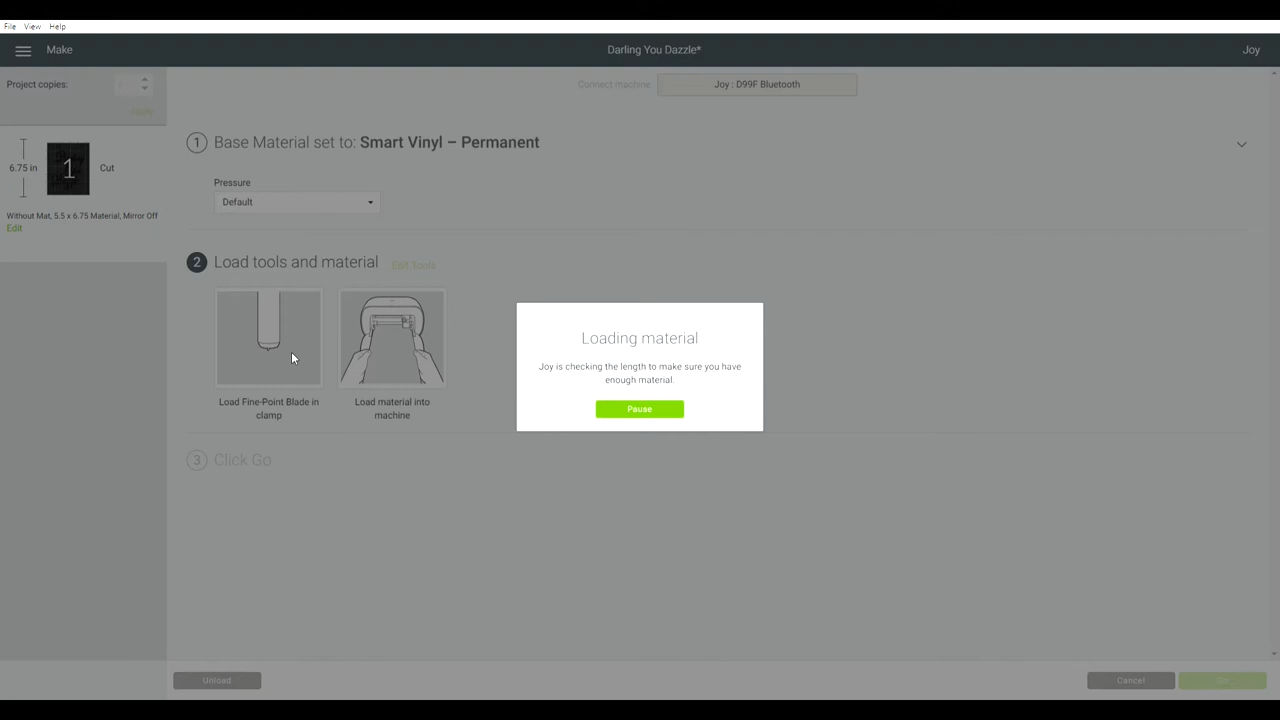 File View Help
Make
Darling You Dazzle*
Joy
Project copies:
Connect machine
Joy : D99F Bluetooth
6.75 in
1
Cut
Without Mat, 5.5 x 6.75 Material, Mirror Off
Edit
1 Base Material set to: Smart Vinyl – Permanent
Pressure
Default
2 Load tools and material
Edit Tools
Load Fine-Point Blade in
clamp
Load material into
machine
Loading material
Joy is checking the length to make sure you have
enough material.
Pause
3 Click Go
Unload
Cancel